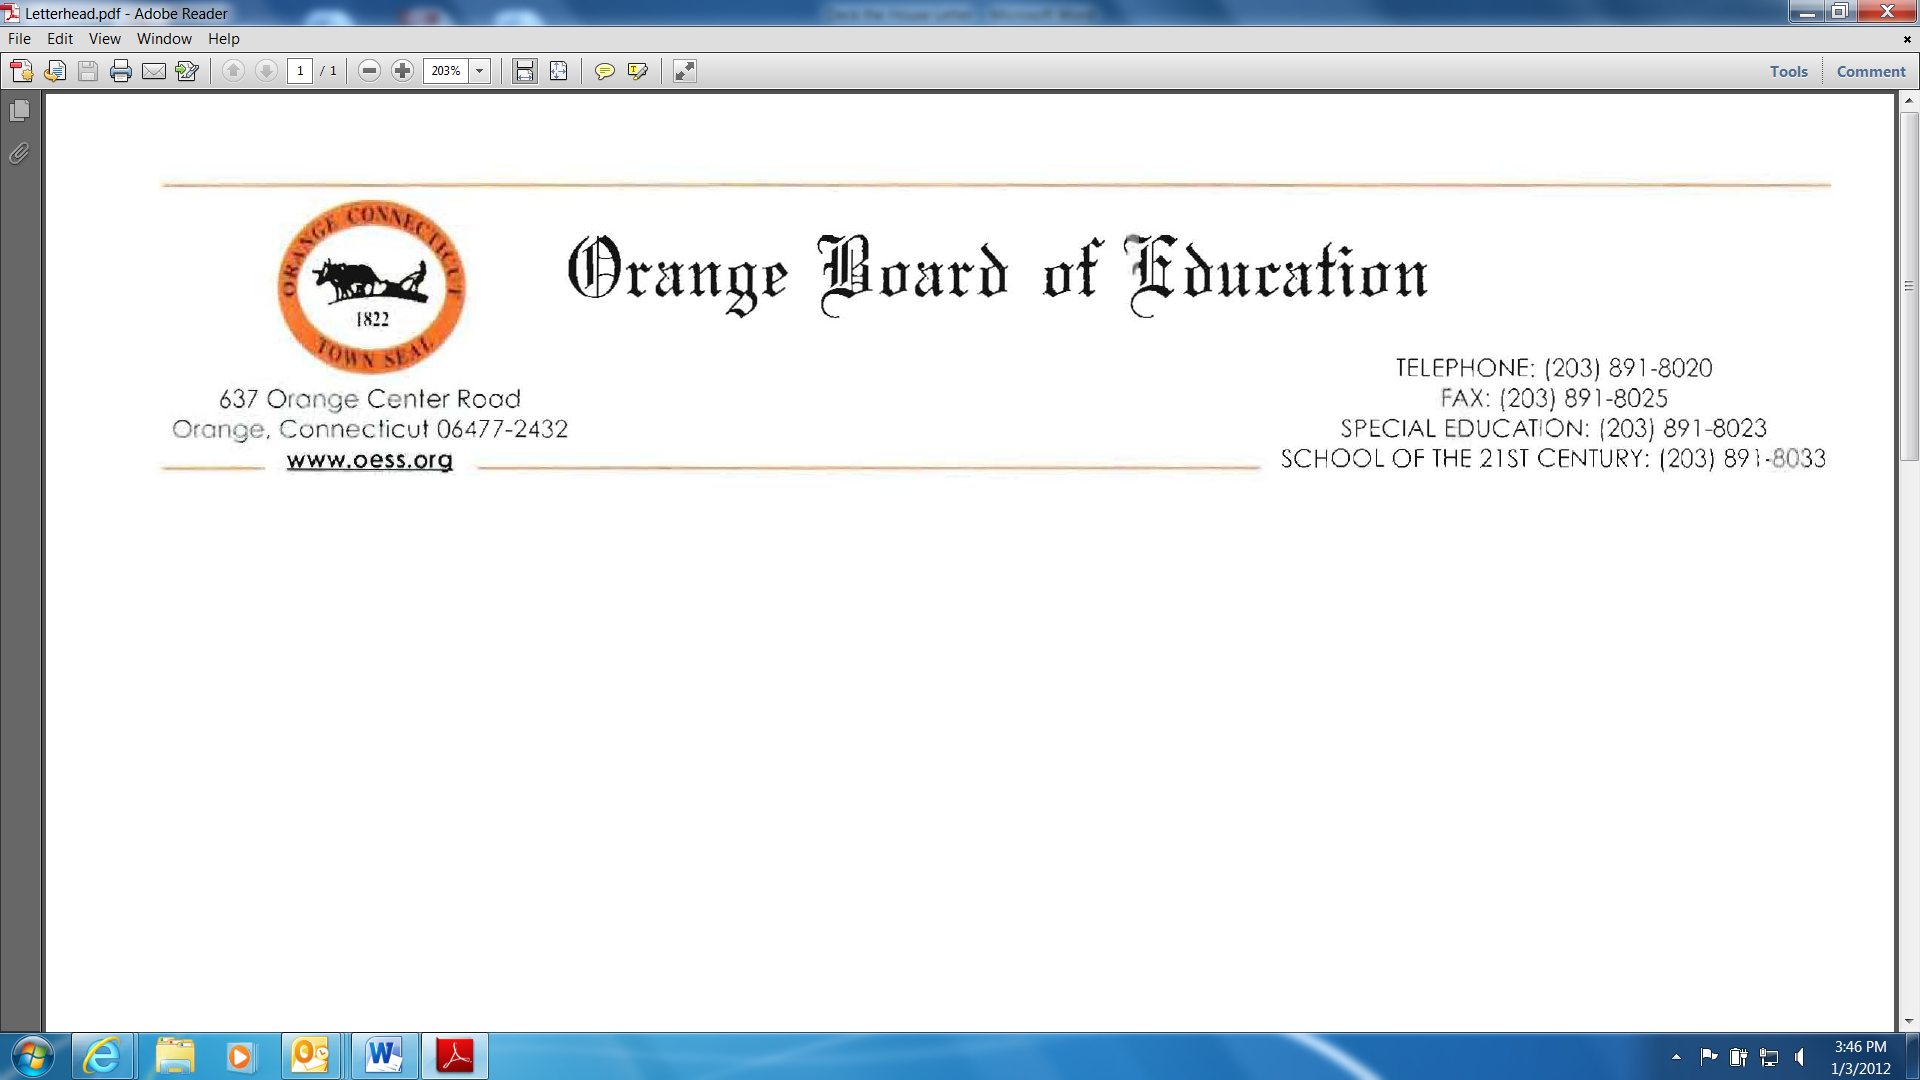 Letterhead.pdf - Adobe Reader
File Edit View Window Help
1 / 1 203% Tools Comment
ORANGE CONNECTICUT
1822
TOWN SEAL
Orange Board of Education
637 Orange Center Road
Orange, Connecticut 06477-2432
www.oess.org
TELEPHONE: (203) 891-8020
FAX: (203) 891-8025
SPECIAL EDUCATION: (203) 891-8023
SCHOOL OF THE 21ST CENTURY: (203) 891-8033
3:46 PM
1/3/2012